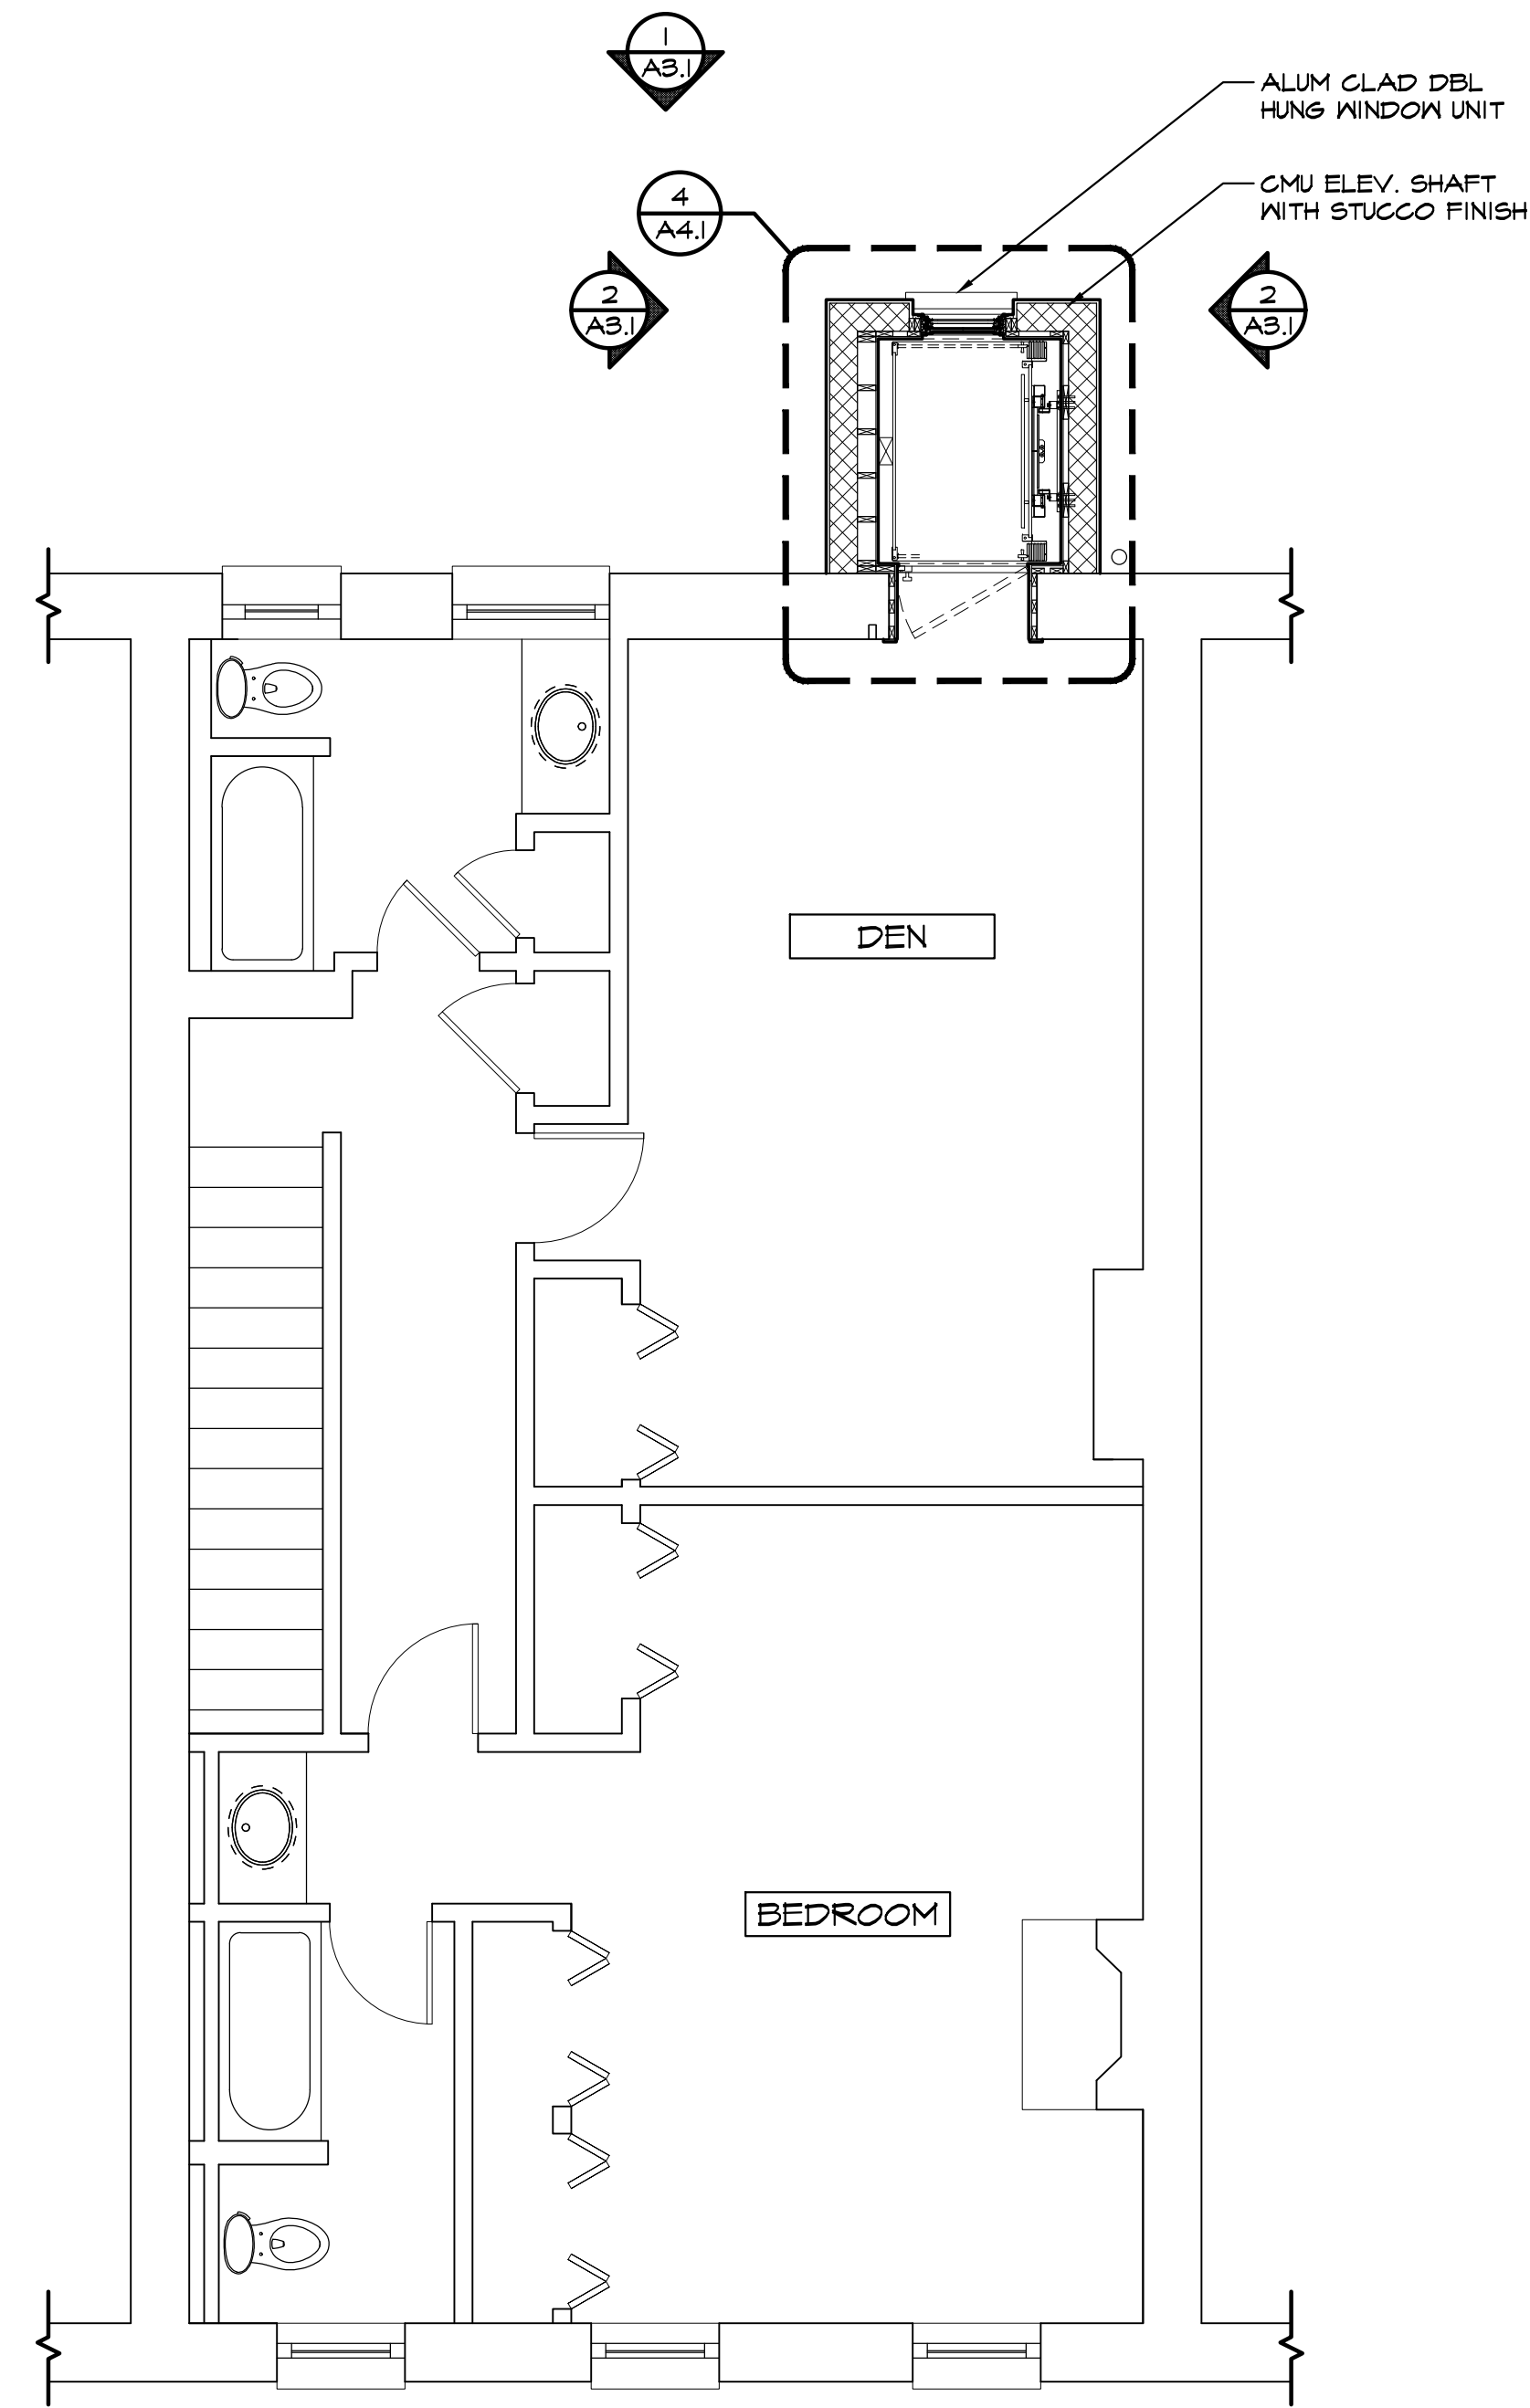 1
A3.1
ALUM CLAD DBL
HUNG WINDOW UNIT
4
A4.1
CMU ELEV. SHAFT
WITH STUCCO FINISH
2
A3.1
2
A3.1
DEN
BEDROOM